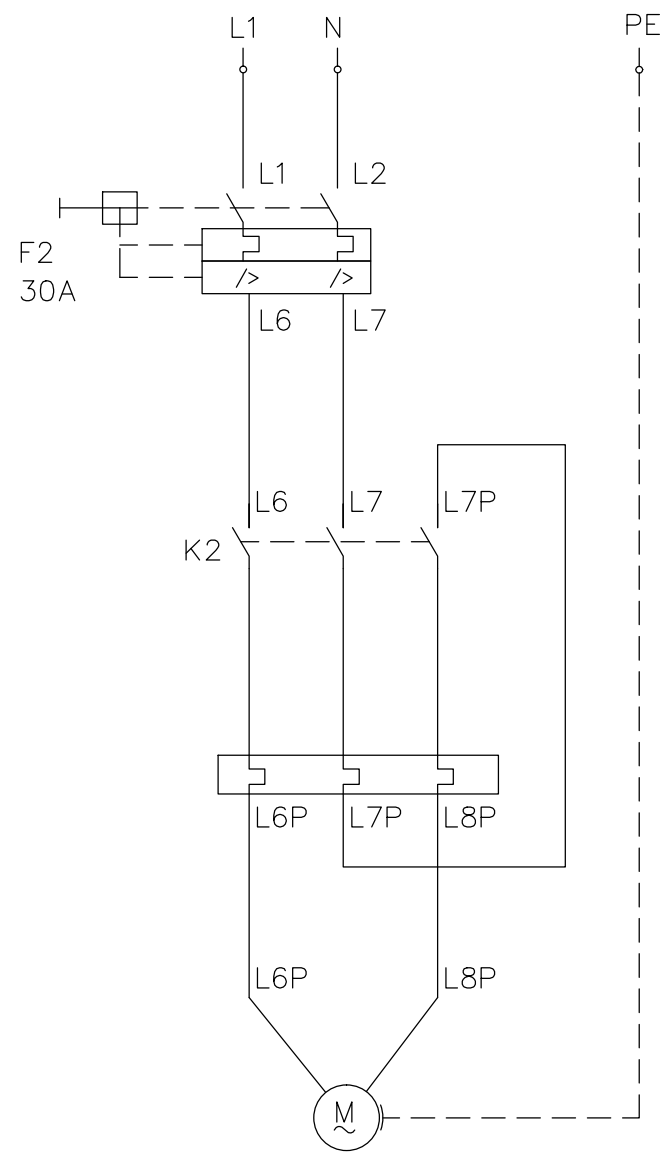 L1 N PE
L1 L2
F2
30A
/> />
L6 L7
L6 L7 L7P
K2
L6P L7P L8P
L6P L8P
M
~